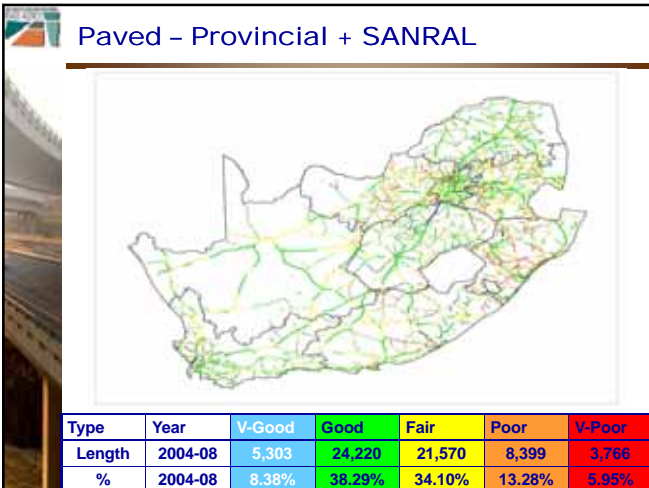 Paved – Provincial + SANRAL
Type Year V-Good Good Fair Poor V-Poor
Length 2004-08 5,303 24,220 21,570 8,399 3,766
% 2004-08 8.38% 38.29% 34.10% 13.28% 5.95%